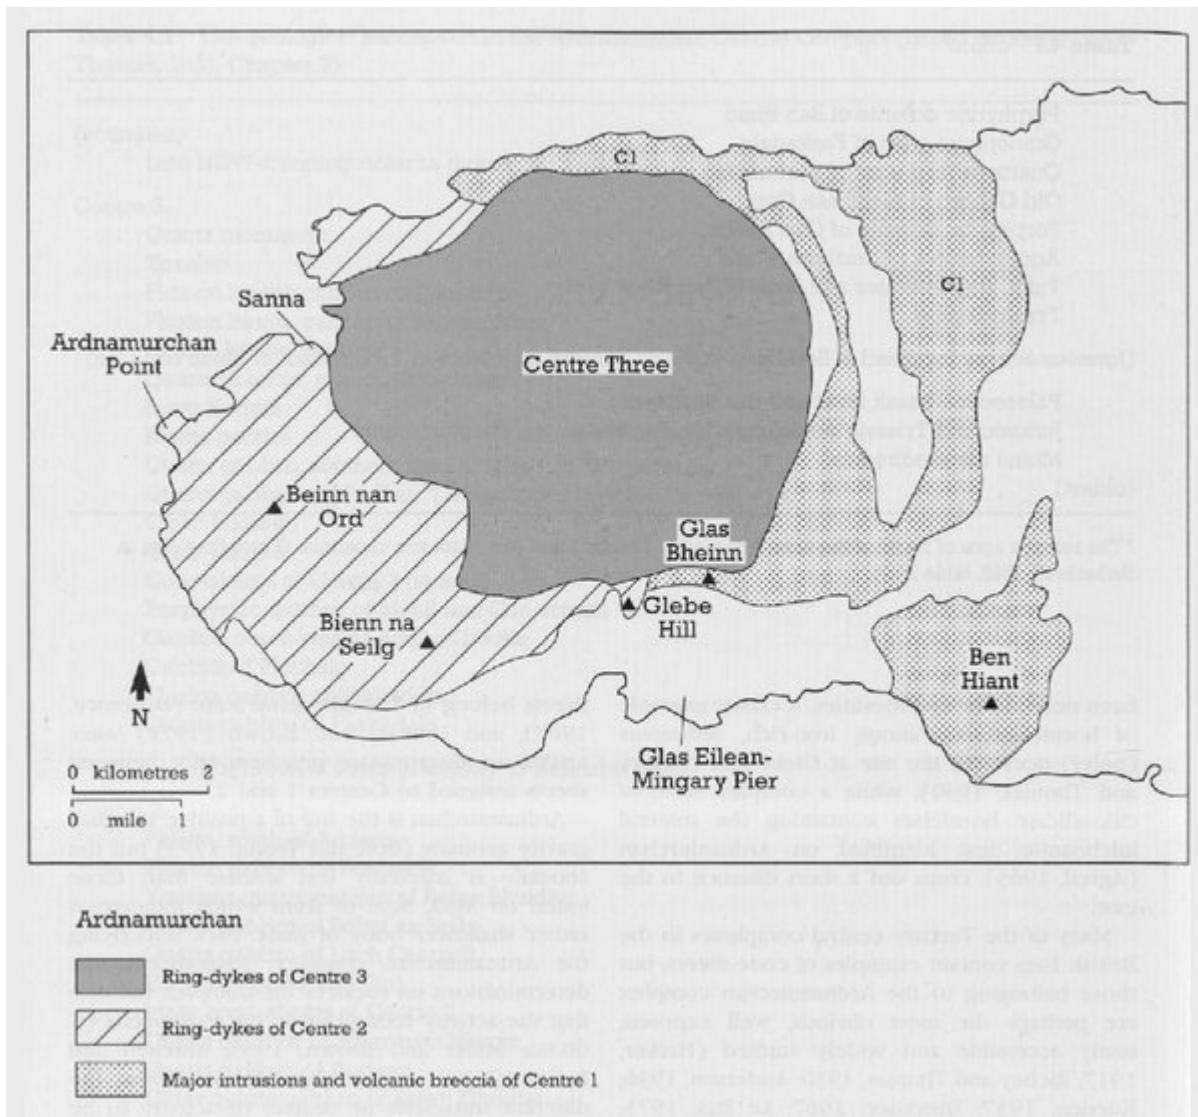 C1
Sanna
C1
Ardnamurchan
Point
Centre Three
Beinn nan
Ord
Glas
Bheinn
Glebe
Hill
Bienn na
Seilg
Ben
Hiant
N
Glas Eilean-
Mingary Pier
0 kilometres 2
0 mile 1
Ardnamurchan
Ring-dykes of Centre 3
Ring-dykes of Centre 2
Major intrusions and volcanic breccia of Centre 1